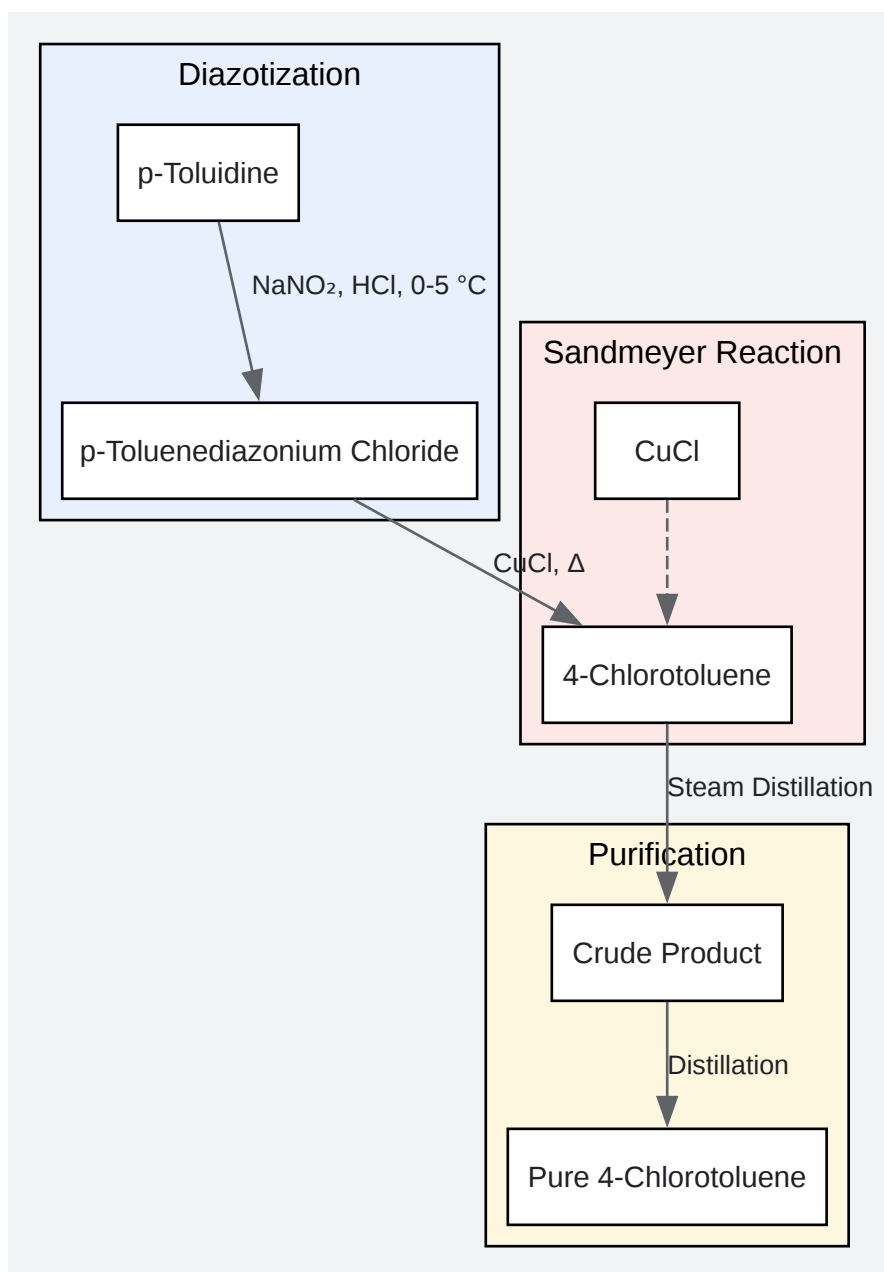 Diazotization
p-Toluidine
NaNO₂, HCl, 0-5 °C
p-Toluenediazonium Chloride
Sandmeyer Reaction
CuCl
CuCl, Δ
4-Chlorotoluene
Steam Distillation
Purification
Crude Product
Distillation
Pure 4-Chlorotoluene